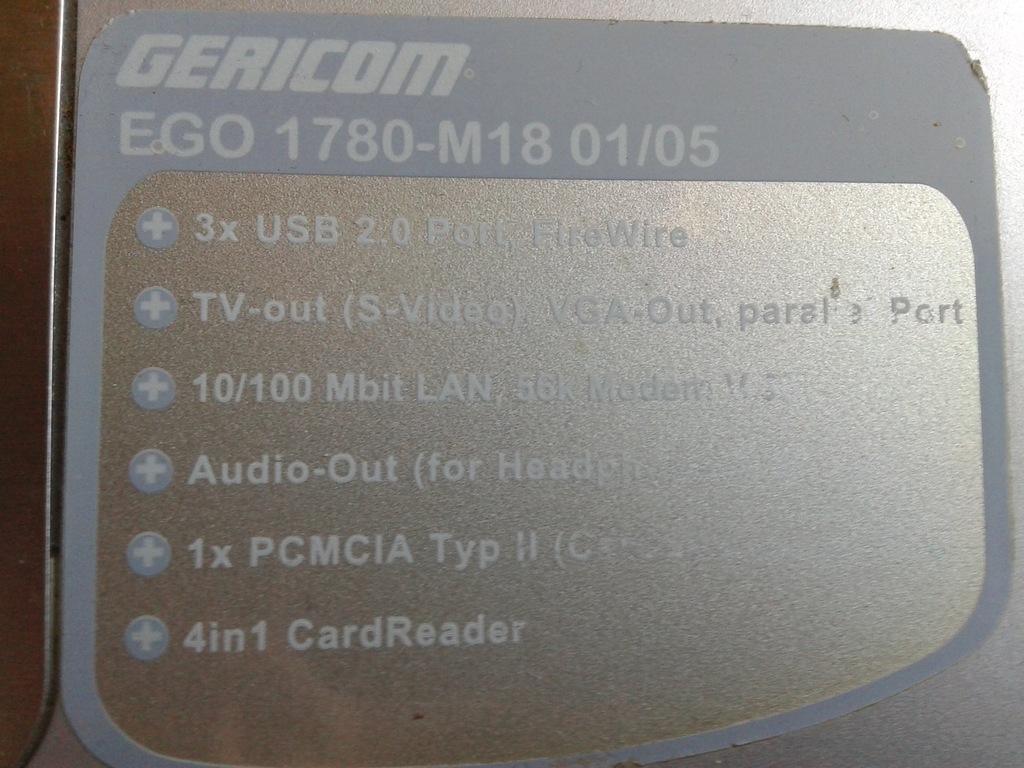 GERICOM
EGO 1780-M18 01/05
3x USB 2.0 Port, FireWire
TV-out (S-Video), VGA-Out, Port
10/100 Mbit LAN, 56k Modem
Audio-Out (for
1x PCMCIA Typ II
4in1 CardReader